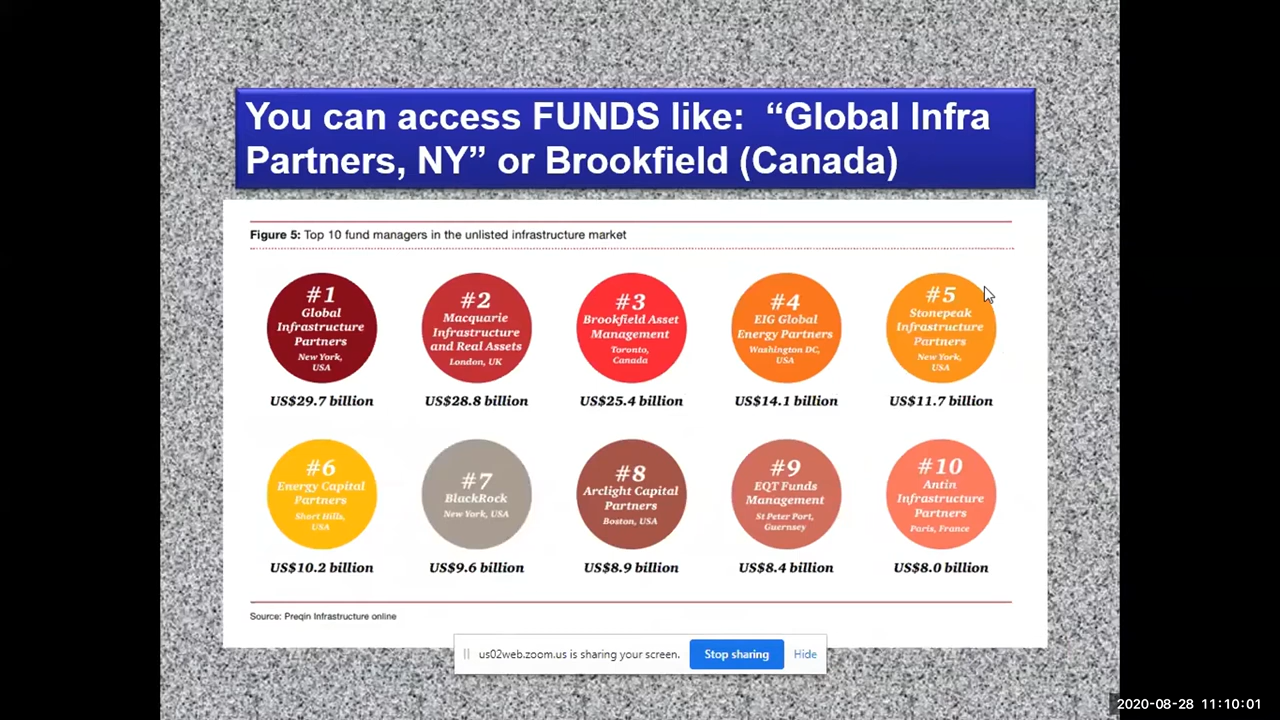 You can access FUNDS like: “Global Infra
Partners, NY” or Brookfield (Canada)
Figure 5: Top 10 fund managers in the unlisted infrastructure market
#1
Global
Infrastructure
Partners
New York,
USA
US$29.7 billion
#2
Macquarie
Infrastructure
and Real Assets
London, UK
US$28.8 billion
#3
Brookfield Asset
Management
Toronto,
Canada
US$25.4 billion
#4
EIG Global
Energy Partners
Washington DC,
USA
US$14.1 billion
#5
Stonepeak
Infrastructure
Partners
New York,
USA
US$11.7 billion
#6
Energy Capital
Partners
Short Hills,
USA
US$10.2 billion
#7
BlackRock
New York, USA
US$9.6 billion
#8
Arclight Capital
Partners
Boston, USA
US$8.9 billion
#9
EQT Funds
Management
St Peter Port,
Guernsey
US$8.4 billion
#10
Antin
Infrastructure
Partners
Paris, France
US$8.0 billion
Source: Preqin Infrastructure online
us02web.zoom.us is sharing your screen.
Stop sharing
Hide
2020-08-28 11:10:01